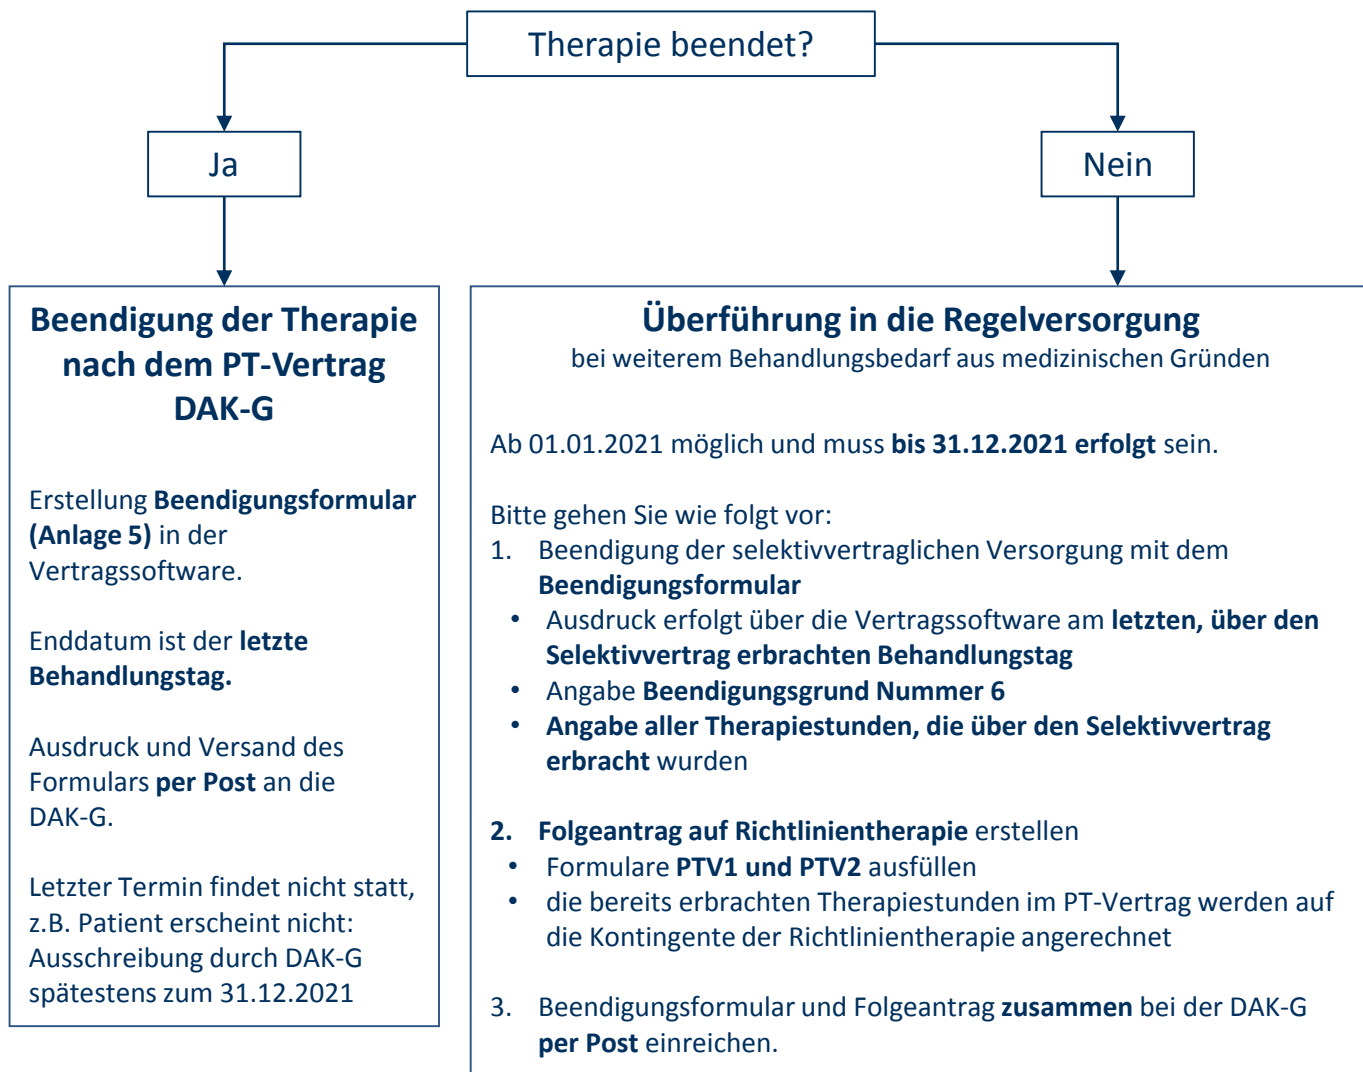 Therapie beendet?
Ja
Nein
Beendigung der Therapie
nach dem PT-Vertrag
DAK-G
Erstellung Beendigungsformular
(Anlage 5) in der
Vertragssoftware.
Enddatum ist der letzte
Behandlungstag.
Ausdruck und Versand des
Formulars per Post an die
DAK-G.
Letzter Termin findet nicht statt,
z.B. Patient erscheint nicht:
Ausschreibung durch DAK-G
spätestens zum 31.12.2021
Überführung in die Regelversorgung
bei weiterem Behandlungsbedarf aus medizinischen Gründen
Ab 01.01.2021 möglich und muss bis 31.12.2021 erfolgt sein.
Bitte gehen Sie wie folgt vor:
1. Beendigung der selektivvertraglichen Versorgung mit dem
Beendigungsformular
• Ausdruck erfolgt über die Vertragssoftware am letzten, über den
Selektivvertrag erbrachten Behandlungstag
• Angabe Beendigungsgrund Nummer 6
• Angabe aller Therapiestunden, die über den Selektivvertrag
erbracht wurden
2. Folgeantrag auf Richtlinientherapie erstellen
• Formulare PTV1 und PTV2 ausfüllen
• die bereits erbrachten Therapiestunden im PT-Vertrag werden auf
die Kontingente der Richtlinientherapie angerechnet
3. Beendigungsformular und Folgeantrag zusammen bei der DAK-G
per Post einreichen.